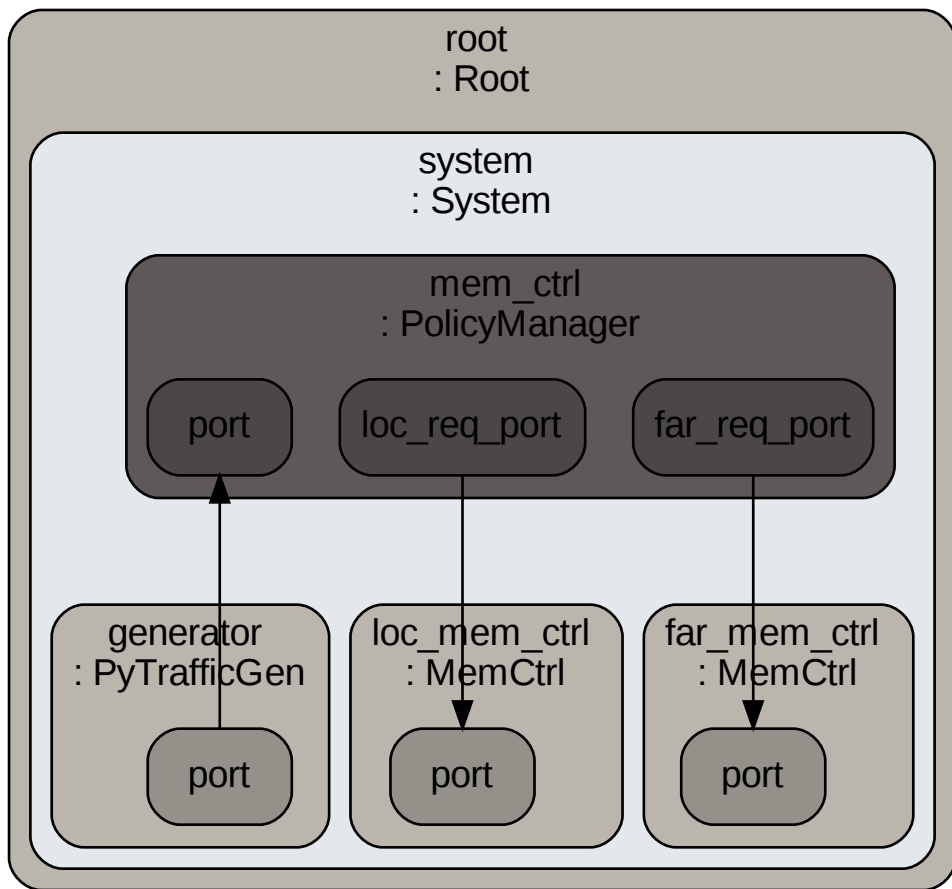 root
: Root
system
: System
mem_ctrl
: PolicyManager
port
loc_req_port
far_req_port
generator
: PyTrafficGen
loc_mem_ctrl
: MemCtrl
far_mem_ctrl
: MemCtrl
port
port
port